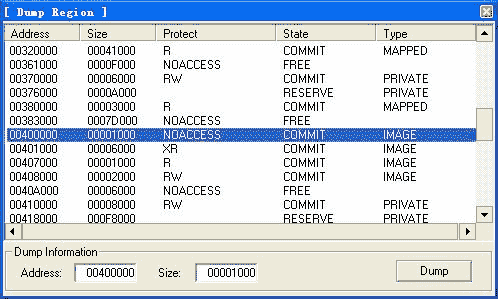 [ Dump Region ]
Address Size Protect State Type
00320000 00041000 R COMMIT MAPPED
00361000 0000F000 NOACCESS FREE
00370000 00006000 RW COMMIT PRIVATE
00376000 0000A000 RESERVE PRIVATE
00380000 00003000 R COMMIT MAPPED
00383000 0007D000 NOACCESS FREE
00400000 00001000 NOACCESS COMMIT IMAGE
00401000 00006000 XR COMMIT IMAGE
00407000 00001000 R COMMIT IMAGE
00408000 00002000 RW COMMIT IMAGE
0040A000 00006000 NOACCESS FREE
00410000 00008000 RW COMMIT PRIVATE
00418000 000F8000 RESERVE PRIVATE
Dump Information
Address: 00400000 Size: 00001000 Dump